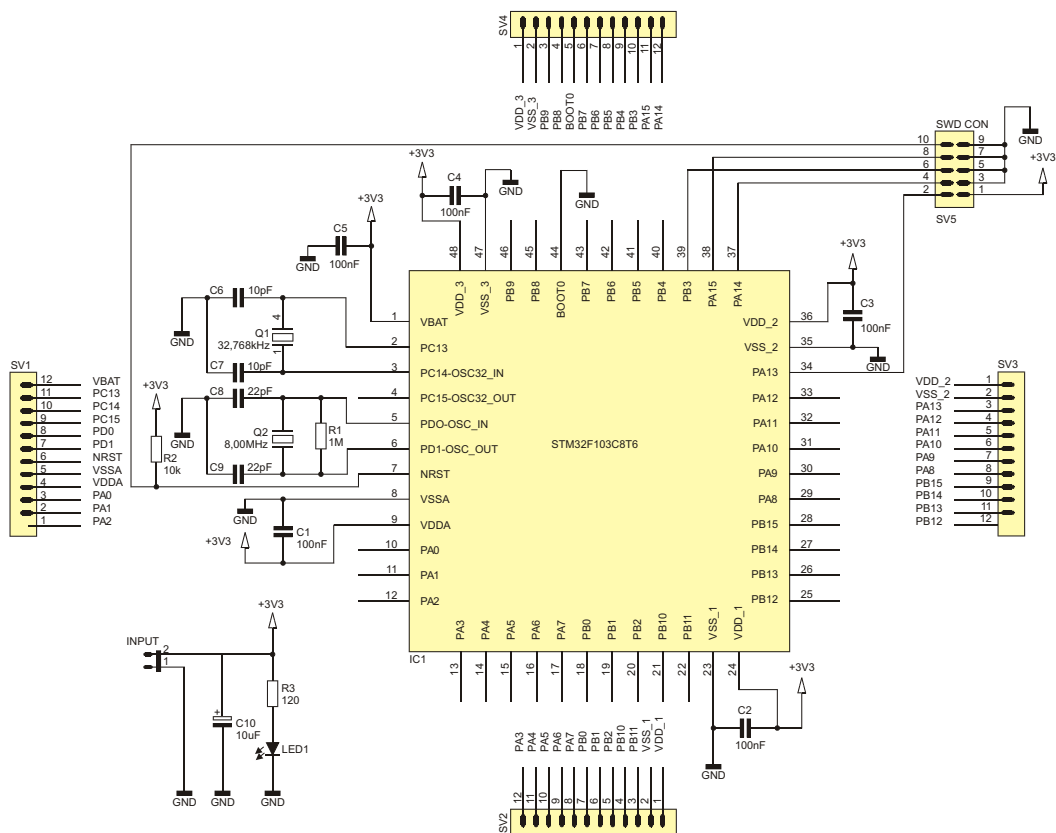 SV4
1 2 3 4 5 6 7 8 9 10 11 12
VDD_3 VSS_3 PB9 PB8 BOOT0 PB7 PB6 PB5 PB4 PB3 PA15 PA14
SWD CON
10 9
8 7
6 5
4 3
2 1
SV5
GND
+3V3
+3V3
C4
100nF
GND
GND
+3V3
C5
100nF
GND
48 47 46 45 44 43 42 41 40 39 38 37
VDD_3 VSS_3 PB9 PB8 BOOT0 PB7 PB6 PB5 PB4 PB3 PA15 PA14
+3V3
C3
100nF
GND
C6 10pF
GND
Q1
32,768kHz
4
1
C7 10pF
C8 22pF
GND
Q2
8,00MHz
R1
1M
C9 22pF
+3V3
R2
10k
GND
+3V3
C1
100nF
1 VBAT
2 PC13
3 PC14-OSC32_IN
4 PC15-OSC32_OUT
5 PDO-OSC_IN
6 PD1-OSC_OUT
7 NRST
8 VSSA
9 VDDA
10 PA0
11 PA1
12 PA2
STM32F103C8T6
VDD_2 36
VSS_2 35
PA13 34
PA12 33
PA11 32
PA10 31
PA9 30
PA8 29
PB15 28
PB14 27
PB13 26
PB12 25
SV1
12 VBAT
11 PC13
10 PC14
9 PC15
8 PD0
7 PD1
6 NRST
5 VSSA
4 VDDA
3 PA0
2 PA1
1 PA2
SV3
VDD_2 1
VSS_2 2
PA13 3
PA12 4
PA11 5
PA10 6
PA9 7
PA8 8
PB15 9
PB14 10
PB13 11
PB12 12
PA3 PA4 PA5 PA6 PA7 PB0 PB1 PB2 PB10 PB11 VSS_1 VDD_1
IC1
13 14 15 16 17 18 19 20 21 22 23 24
+3V3
C2
100nF
GND
INPUT
2
1
+3V3
R3
120
+
C10
10uF
LED1
GND GND GND
PA3 PA4 PA5 PA6 PA7 PB0 PB1 PB2 PB10 PB11 VSS_1 VDD_1
12 11 10 9 8 7 6 5 4 3 2 1
SV2